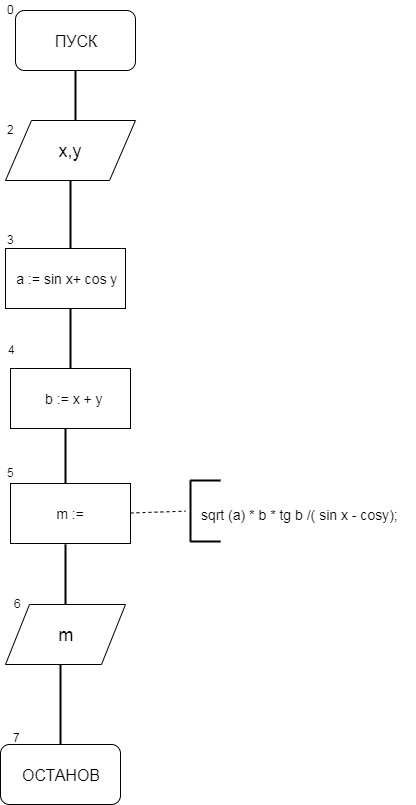 0
ПУСК
2
x,y
3
a := sin x+ cos y
4
b := x + y
5
m :=
sqrt (a) * b * tg b /( sin x - cosy);
6
m
7
ОСТАНОВ